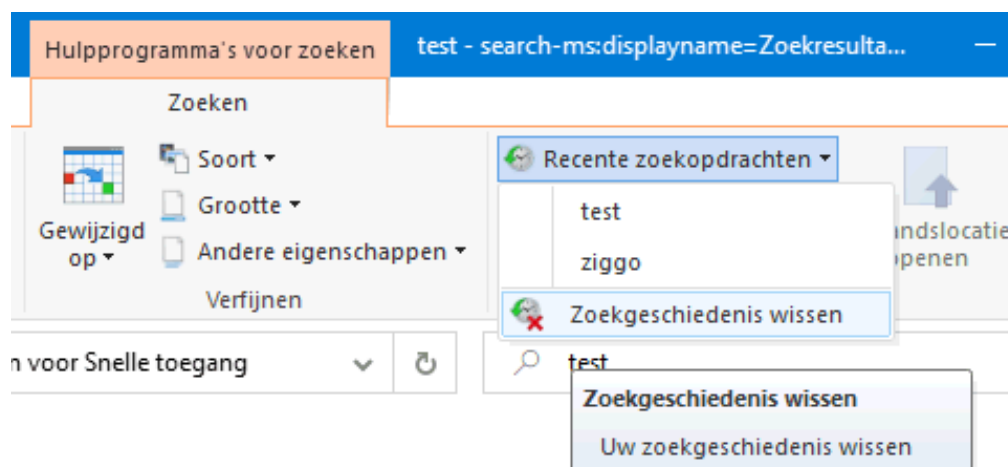 Hulpprogramma's voor zoeken
test - search-ms:displayname=Zoekresulta...
Zoeken
Soort
Recente zoekopdrachten
Grootte
test
Gewijzigd
op
Andere eigenschappen
ziggo
openen
Verfijnen
Zoekgeschiedenis wissen
voor Snelle toegang
test
Zoekgeschiedenis wissen
Uw zoekgeschiedenis wissen